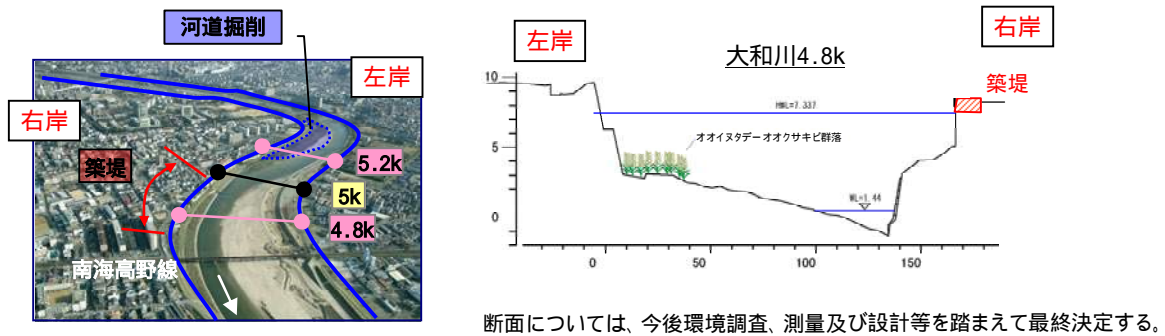 河道掘削
左岸
右岸
築堤
5.2k
5k
4.8k
南海高野線
左岸
右岸
大和川4.8k
築堤
10
5
0
HWL=7.337
オオイヌタデーオオクサキビ群落
WL=1.44
0
50
100
150
断面については、今後環境調査、測量及び設計等を踏まえて最終決定する。